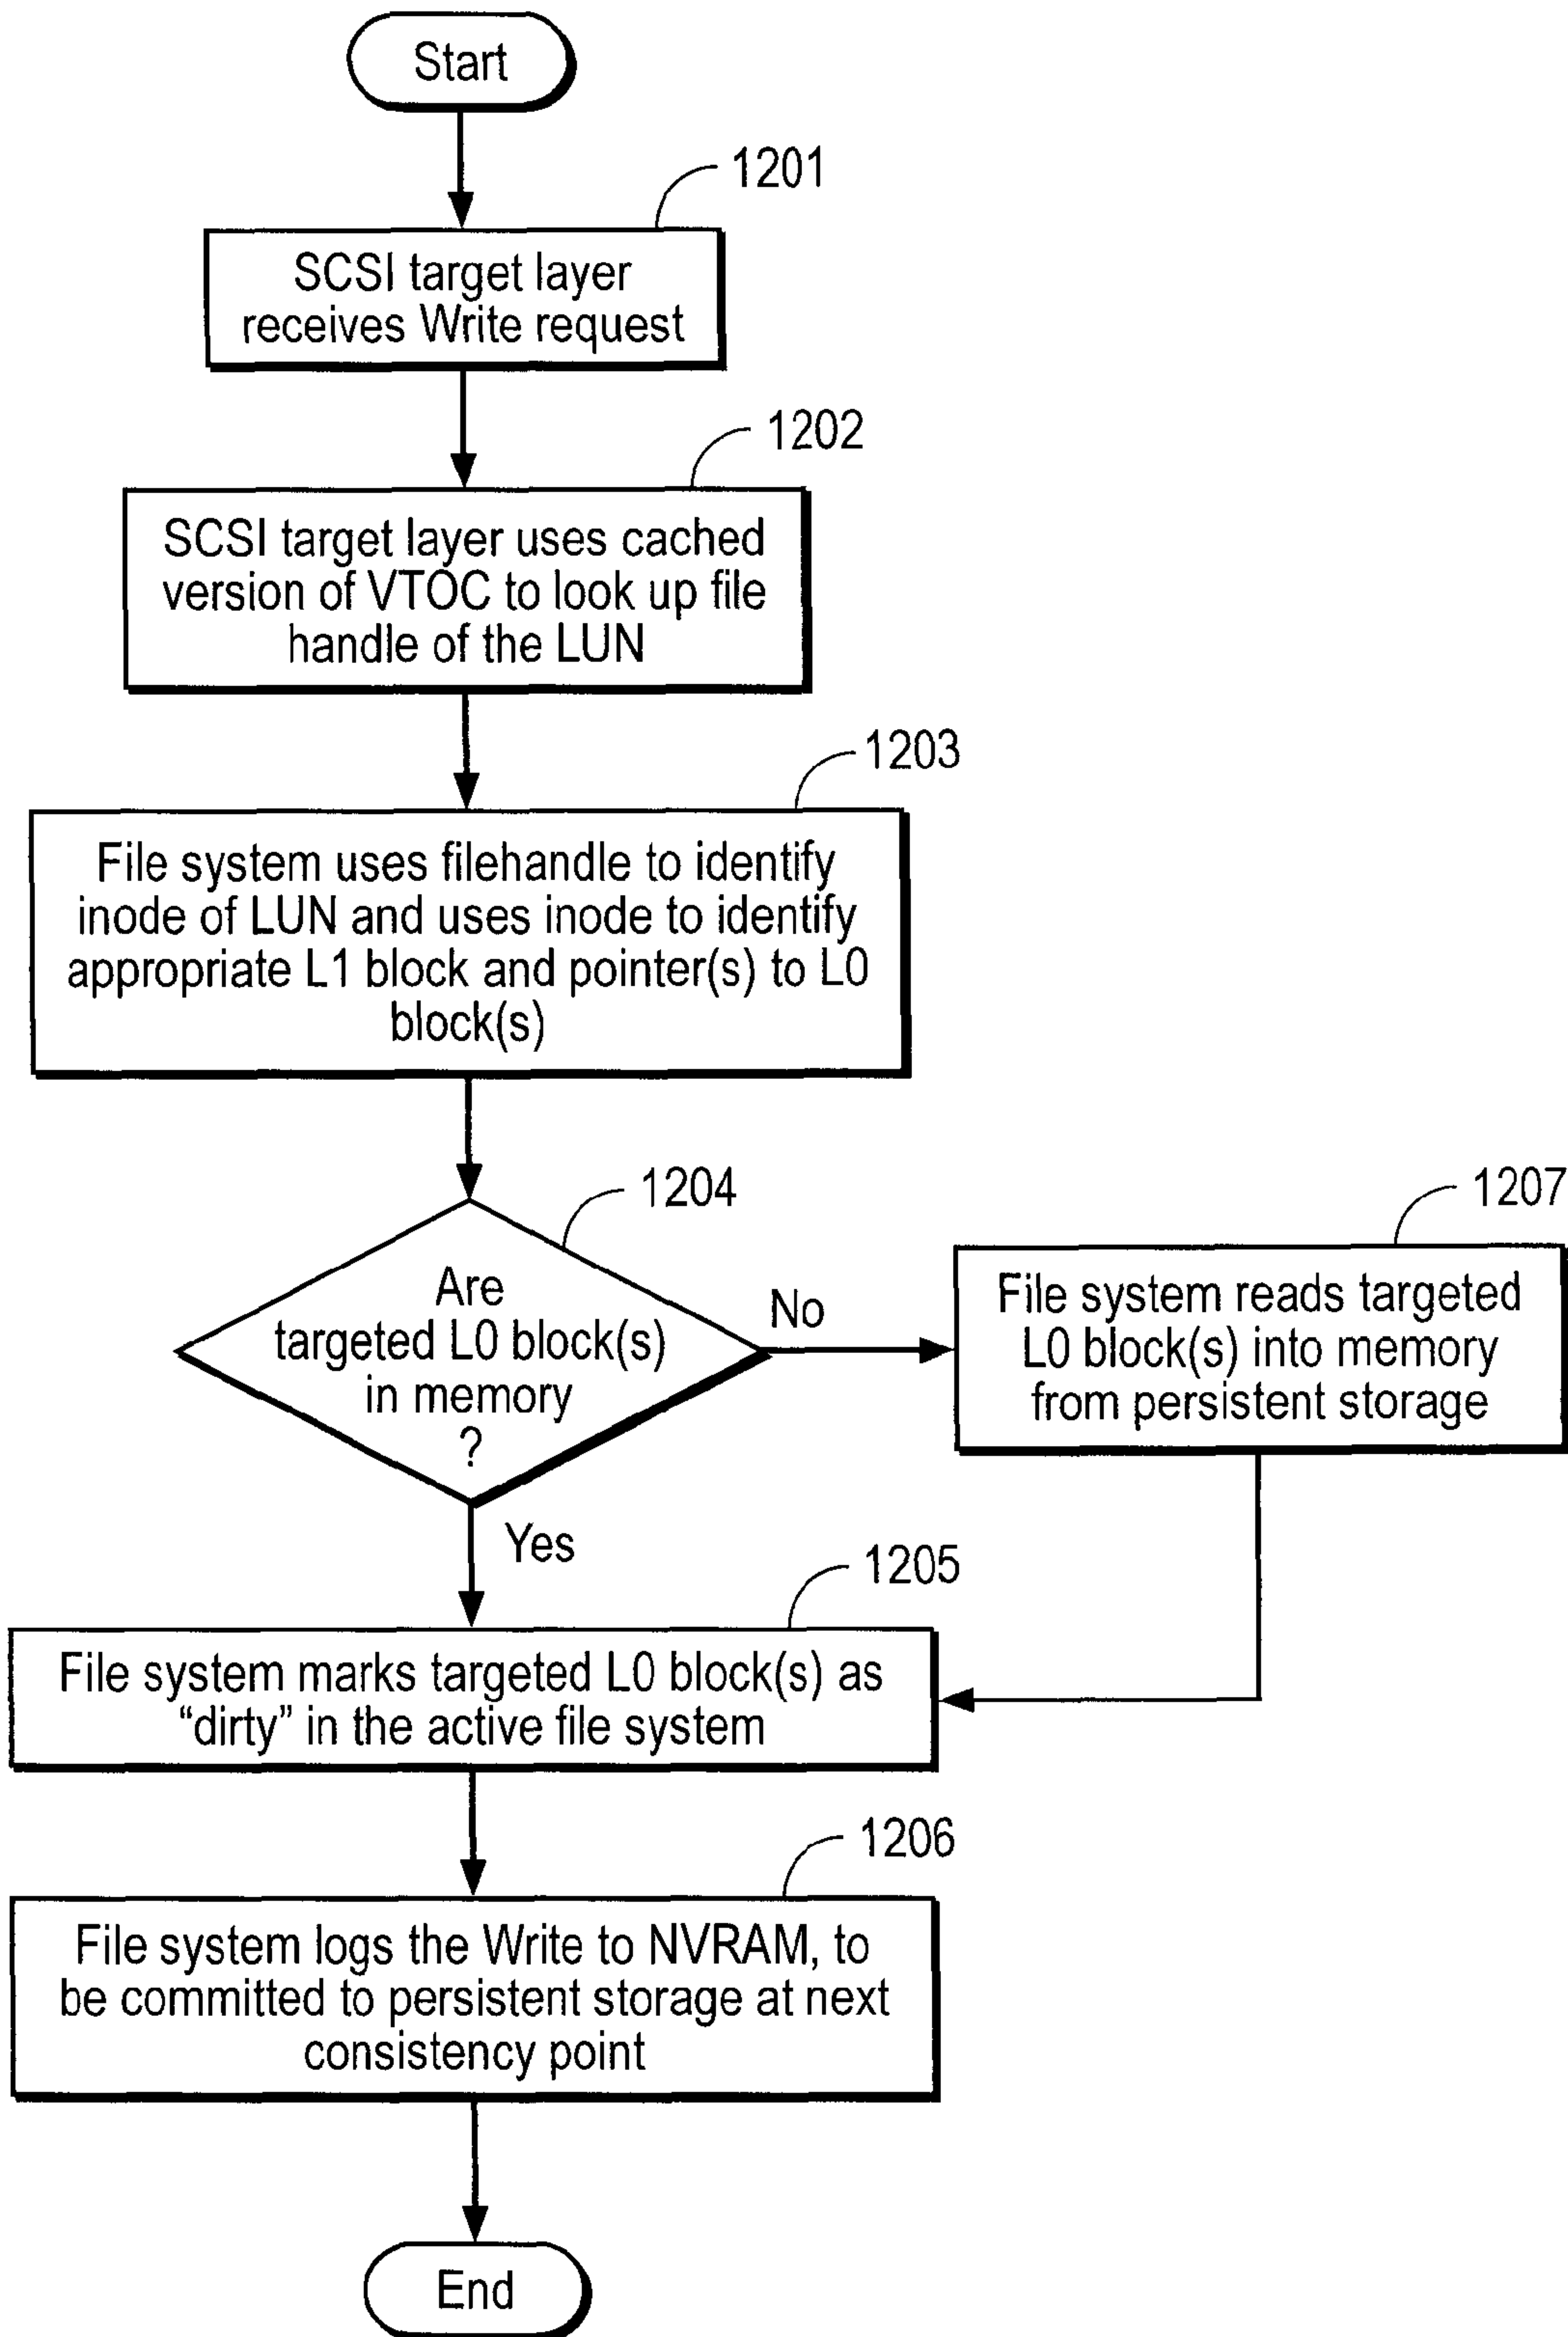 Start
1201
SCSI target layer
receives Write request
1202
SCSI target layer uses cached
version of VTOC to look up file
handle of the LUN
1203
File system uses filehandle to identify
inode of LUN and uses inode to identify
appropriate L1 block and pointer(s) to L0
block(s)
1204
Are
targeted L0 block(s)
in memory
?
No
1207
File system reads targeted
L0 block(s) into memory
from persistent storage
Yes
1205
File system marks targeted L0 block(s) as
“dirty” in the active file system
1206
File system logs the Write to NVRAM, to
be committed to persistent storage at next
consistency point
End